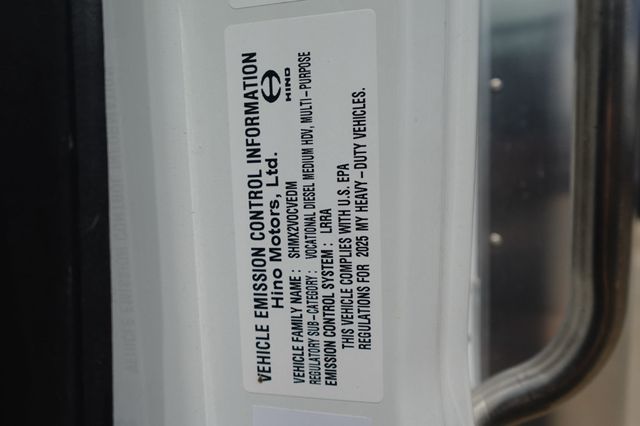 VEHICLE EMISSION CONTROL INFORMATION
Hino Motors, Ltd.
HINO
VEHICLE FAMILY NAME : SHMX2VOCVEDM
REGULATORY SUB-CATEGORY : VOCATIONAL DIESEL MEDIUM HDV, MULTI-PURPOSE
EMISSION CONTROL SYSTEM : LRRA
THIS VEHICLE COMPLIES WITH U.S. EPA
REGULATIONS FOR 2025 MY HEAVY-DUTY VEHICLES.